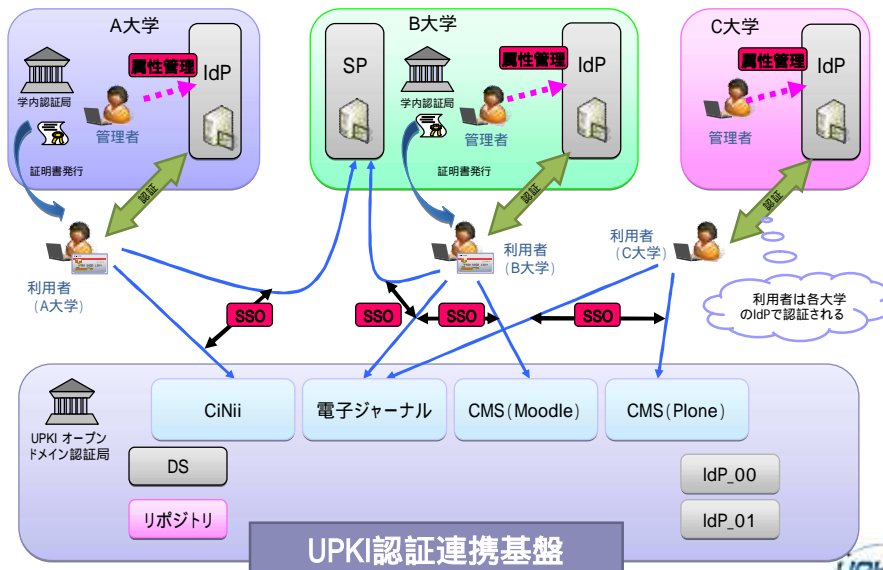 A大学
属性管理
IdP
学内認証局
管理者
証明書発行
認証
利用者
(A大学)
B大学
SP
属性管理
IdP
学内認証局
管理者
証明書発行
認証
利用者
(B大学)
C大学
属性管理
IdP
管理者
認証
利用者
(C大学)
利用者は各大学
のIdPで認証される
SSO
SSO
SSO
SSO
UPKI オープン
ドメイン認証局
CiNii
電子ジャーナル
CMS(Moodle)
CMS(Plone)
DS
リポジトリ
IdP_00
IdP_01
UPKI認証連携基盤